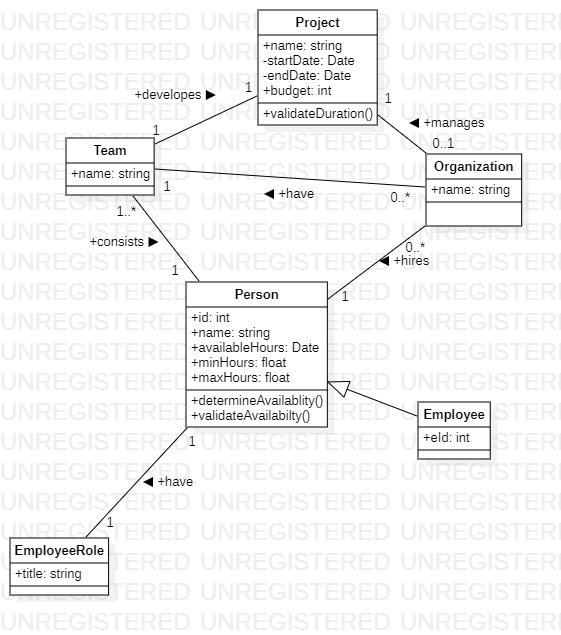 Project
+name: string
-startDate: Date
-endDate: Date
+budget: int
+validateDuration()
+developes ▶
1
1
1
◀ +manages
0..1
Team
+name: string
Organization
+name: string
1
◀ +have
0..*
1..*
+consists ▶
1
0..*
◀ +hires
1
Person
+id: int
+name: string
+availableHours: Date
+minHours: float
+maxHours: float
+determineAvailablity()
+validateAvailabilty()
Employee
+eId: int
1
◀ +have
1
EmployeeRole
+title: string
UNREGISTERED